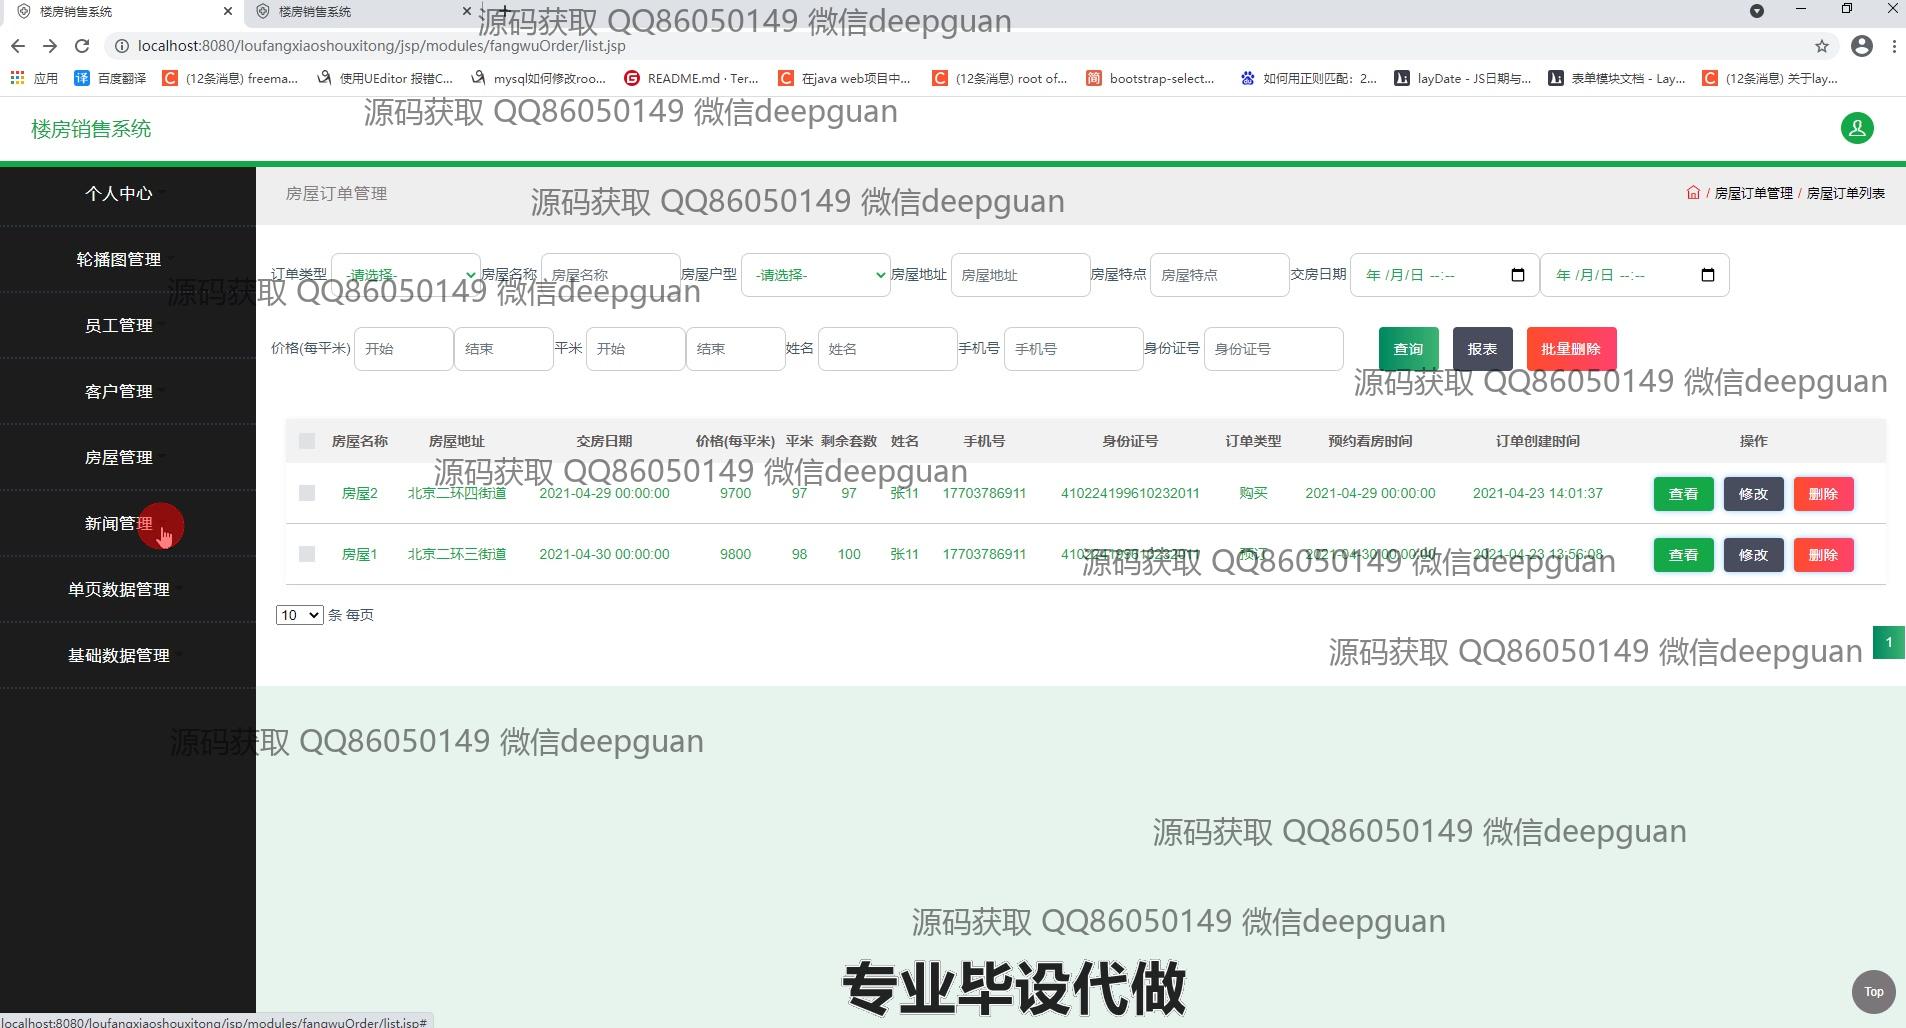 楼房销售系统
楼房销售系统
源码获取 QQ86050149 微信deepguan
localhost:8080/loufangxiaoshouxitong/jsp/modules/fangwuOrder/list.jsp
应用 百度翻译 (12条消息) freema... 使用UEditor 报错C... mysql如何修改roo... README.md · Ter... 在java web项目中... (12条消息) root of... bootstrap-select... 如何用正则匹配：2... layDate - JS日期与... 表单模块文档 - Lay... (12条消息) 关于lay...
源码获取 QQ86050149 微信deepguan
楼房销售系统
个人中心
房屋订单管理
源码获取 QQ86050149 微信deepguan
/ 房屋订单管理 / 房屋订单列表
轮播图管理
订单类型 -请选择- 房屋名称 房屋名称 房屋户型 -请选择- 房屋地址 房屋地址 房屋特点 房屋特点 交房日期 年 /月/日 --:-- 年 /月/日 --:--
源码获取 QQ86050149 微信deepguan
员工管理
价格(每平米) 开始 结束 平米 开始 结束 姓名 姓名 手机号 手机号 身份证号 身份证号 查询 报表 批量删除
源码获取 QQ86050149 微信deepguan
客户管理
房屋名称 房屋地址 交房日期 价格(每平米) 平米 剩余套数 姓名 手机号 身份证号 订单类型 预约看房时间 订单创建时间 操作
房屋管理
源码获取 QQ86050149 微信deepguan
房屋2 北京二环四街道 2021-04-29 00:00:00 9700 97 97 张11 17703786911 410224199610232011 购买 2021-04-29 00:00:00 2021-04-23 14:01:37 查看 修改 删除
新闻管理
房屋1 北京二环三街道 2021-04-30 00:00:00 9800 98 100 张11 17703786911 410224199610232011 预订 2021-04-30 00:00:00 2021-04-23 13:56:08 查看 修改 删除
源码获取 QQ86050149 微信deepguan
单页数据管理
10 条 每页
基础数据管理
源码获取 QQ86050149 微信deepguan
1
源码获取 QQ86050149 微信deepguan
源码获取 QQ86050149 微信deepguan
源码获取 QQ86050149 微信deepguan
专业毕设代做
Top
localhost:8080/loufangxiaoshouxitong/jsp/modules/fangwuOrder/list.jsp#